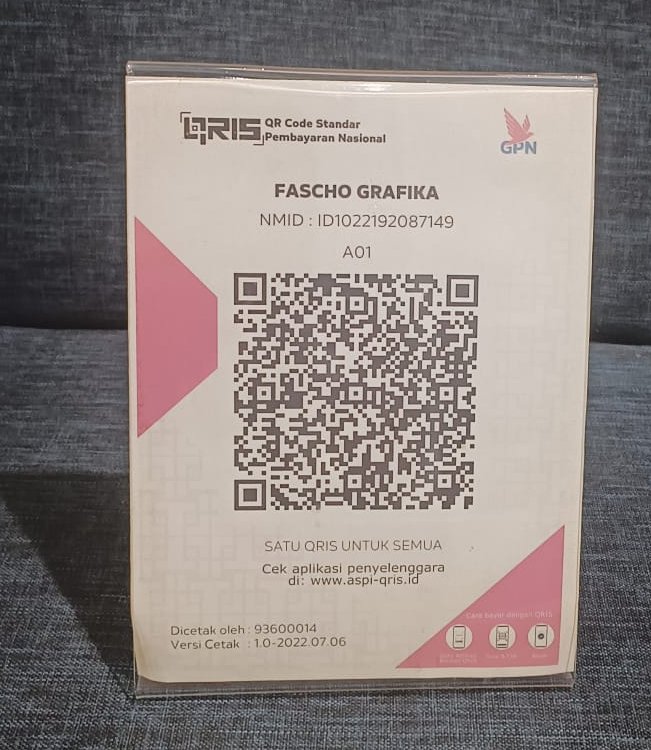 QRIS QR Code Standar
Pembayaran Nasional
GPN
FASCHO GRAFIKA
NMID : ID1022192087149
A01
SATU QRIS UNTUK SEMUA
Cek aplikasi penyelenggara
di: www.aspi-qris.id
Dicetak oleh : 93600014
Versi Cetak : 1.0-2022.07.06
Cara bayar dengan QRIS